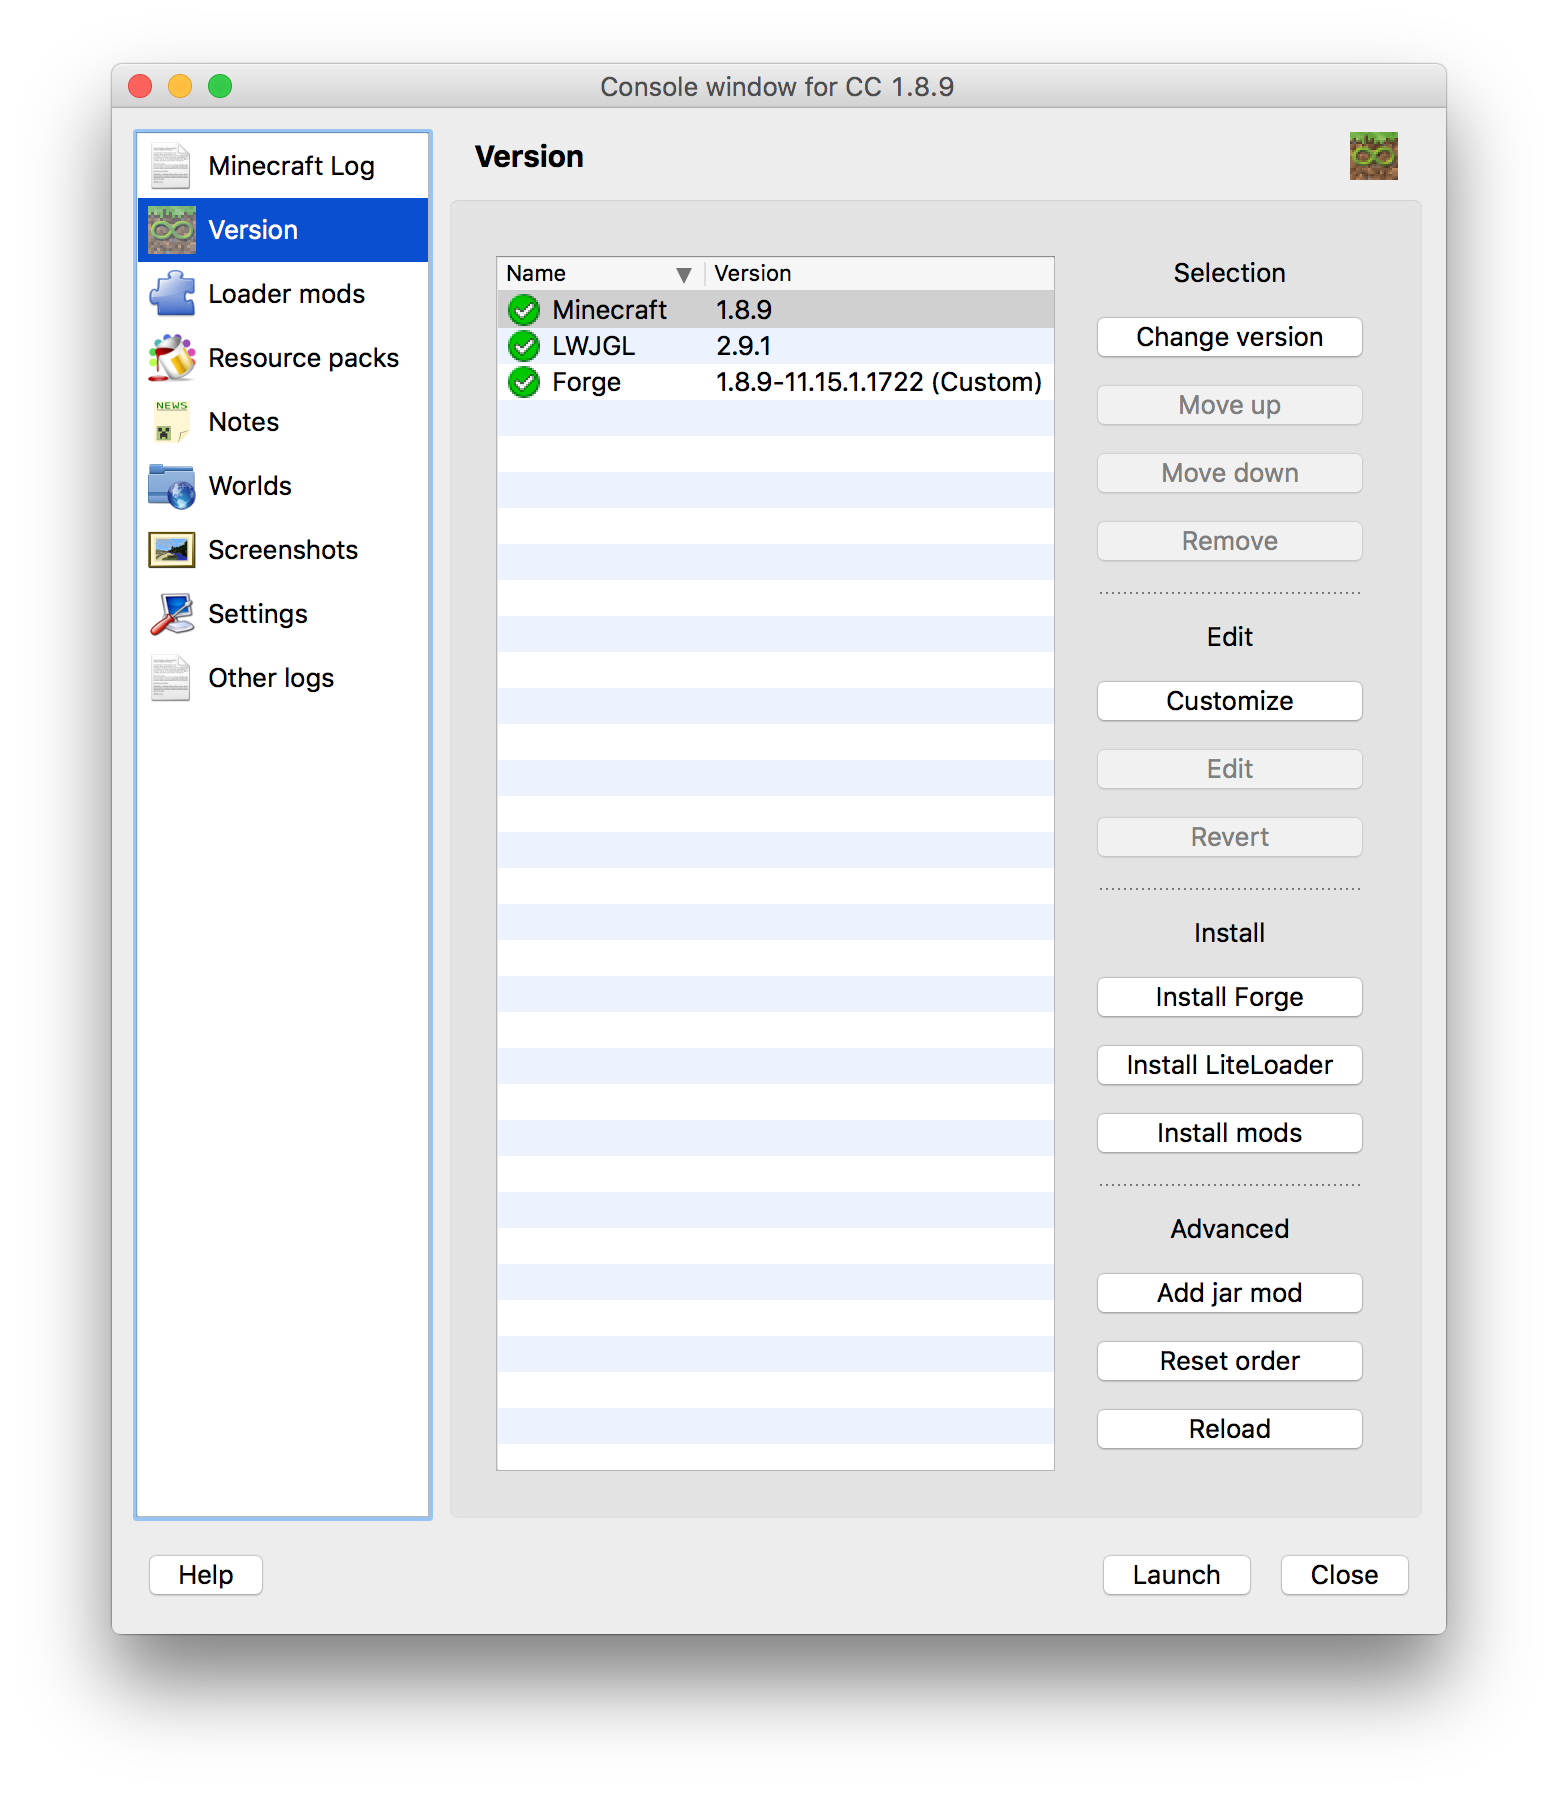 Console window for CC 1.8.9
Minecraft Log
Version
Loader mods
Resource packs
NEWS
Notes
Worlds
Screenshots
Settings
Other logs
Version
Name Version
Minecraft 1.8.9
LWJGL 2.9.1
Forge 1.8.9-11.15.1.1722 (Custom)
Selection
Change version
Move up
Move down
Remove
Edit
Customize
Edit
Revert
Install
Install Forge
Install LiteLoader
Install mods
Advanced
Add jar mod
Reset order
Reload
Help
Launch
Close